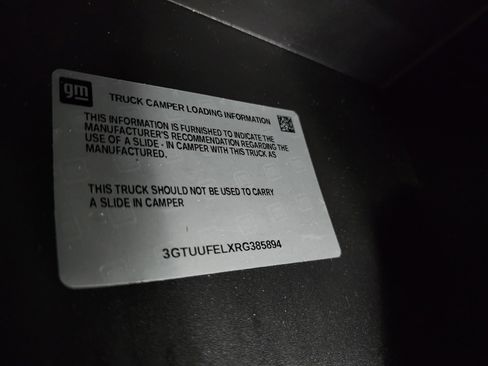 gm
TRUCK CAMPER LOADING INFORMATION
THIS INFORMATION IS FURNISHED TO INDICATE THE
MANUFACTURER'S RECOMMENDATION REGARDING THE
USE OF A SLIDE - IN CAMPER WITH THIS TRUCK AS
MANUFACTURED.
THIS TRUCK SHOULD NOT BE USED TO CARRY
A SLIDE IN CAMPER
3GTUUFELXRG385894